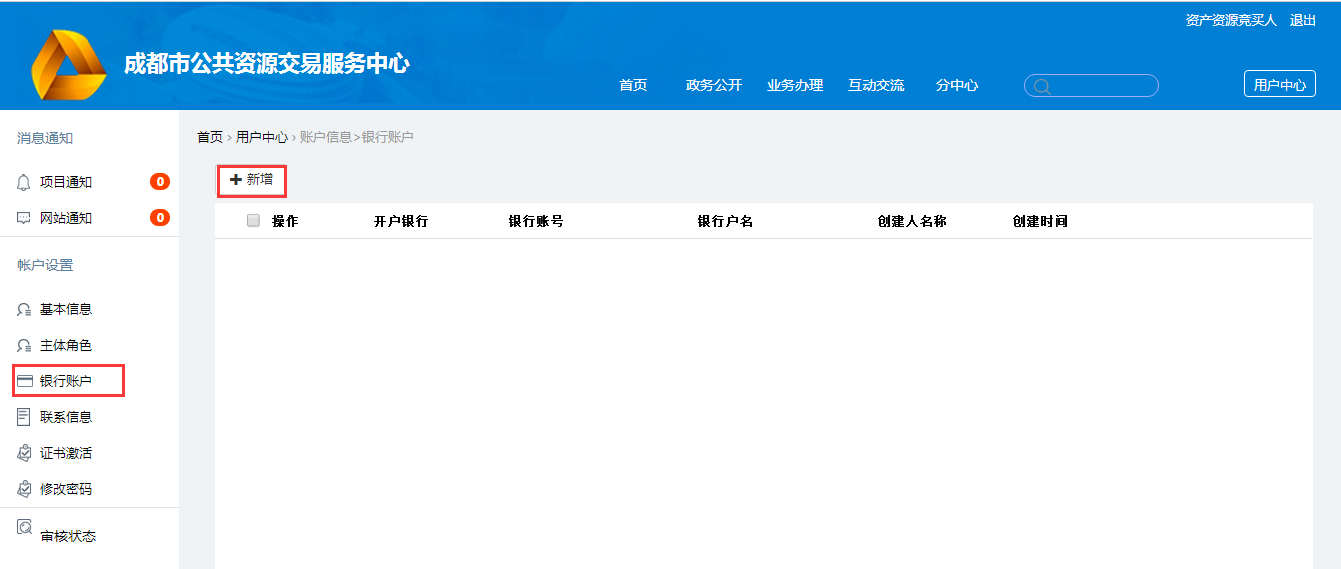 资产资源竞买人 退出
成都市公共资源交易服务中心
首页 政务公开 业务办理 互动交流 分中心 用户中心
消息通知
项目通知 0
网站通知 0
帐户设置
基本信息
主体角色
银行账户
联系信息
证书激活
修改密码
审核状态
首页 › 用户中心 › 账户信息>银行账户
+ 新增
操作 开户银行 银行账号 银行户名 创建人名称 创建时间